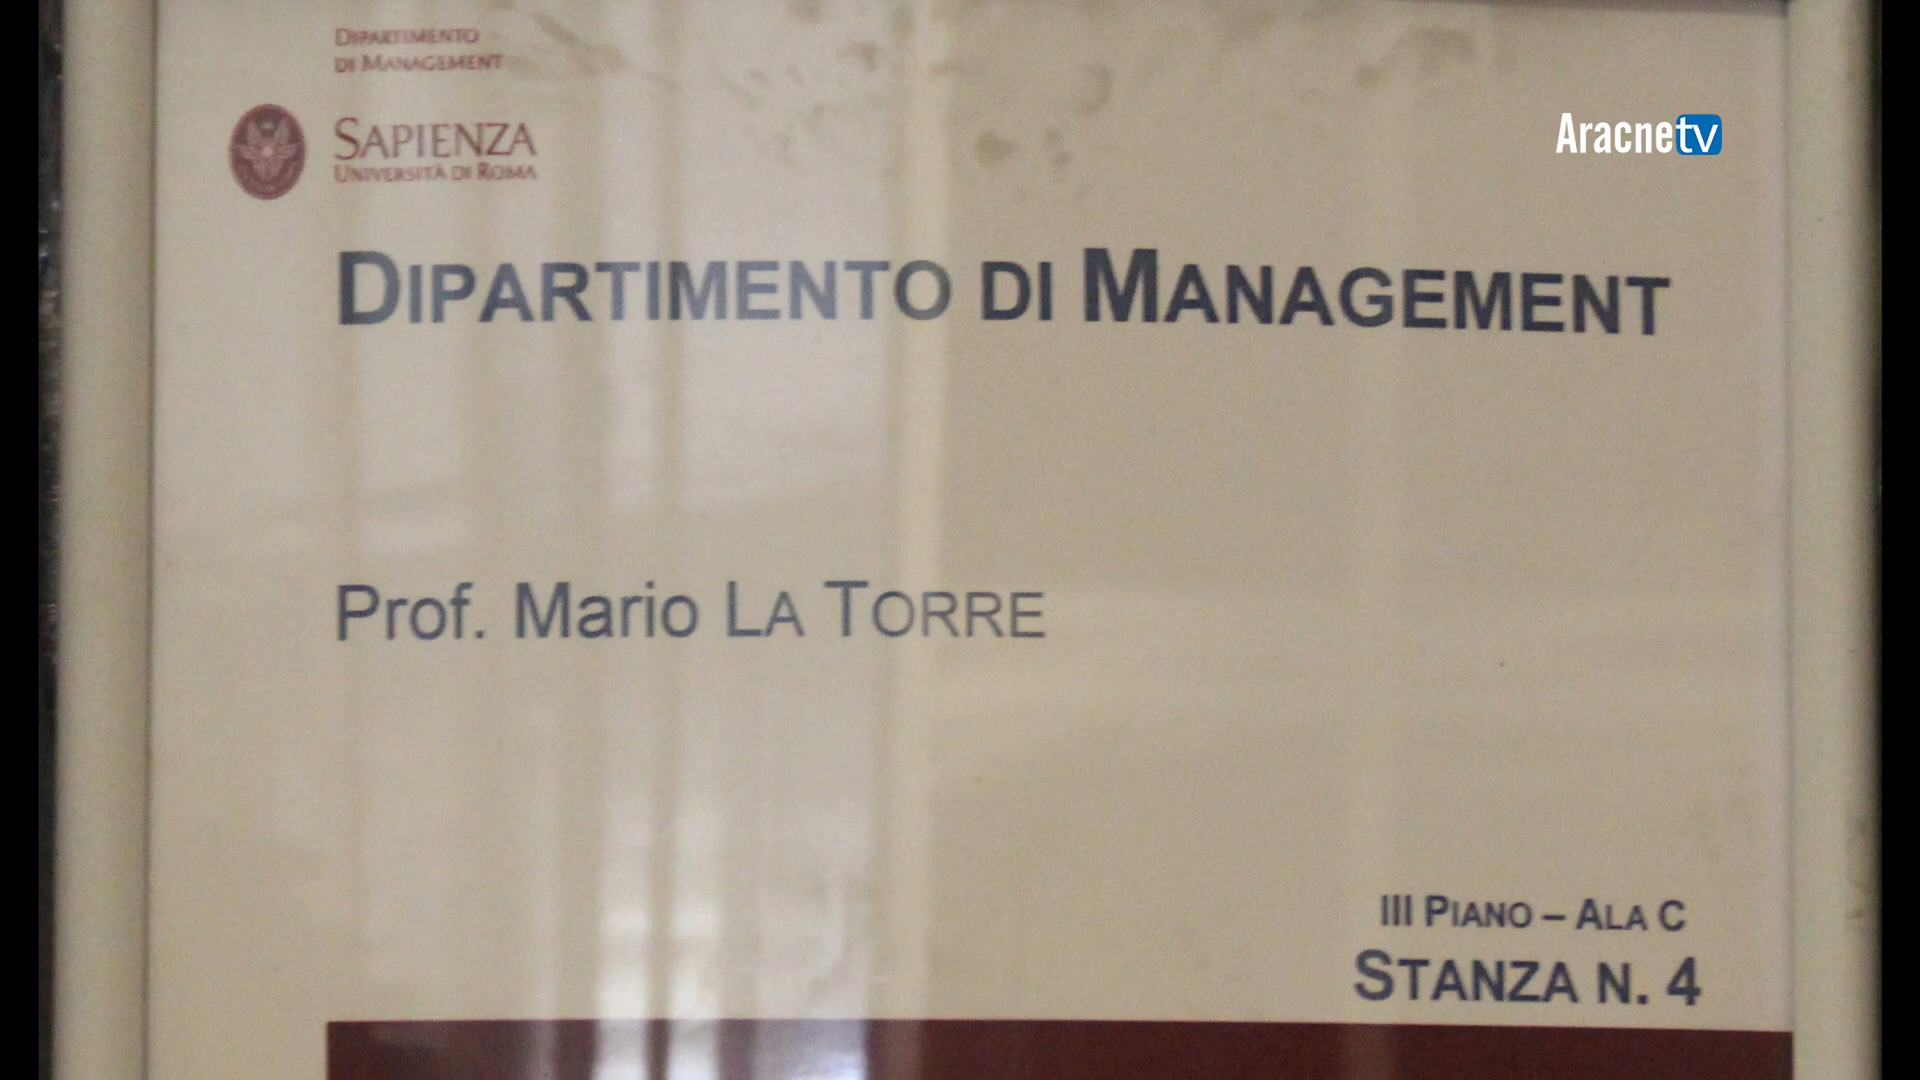 DIPARTIMENTO
DI MANAGEMENT
SAPIENZA
UNIVERSITÀ DI ROMA
Aracnetv
DIPARTIMENTO DI MANAGEMENT
Prof. Mario LA TORRE
III PIANO – ALA C
STANZA N. 4